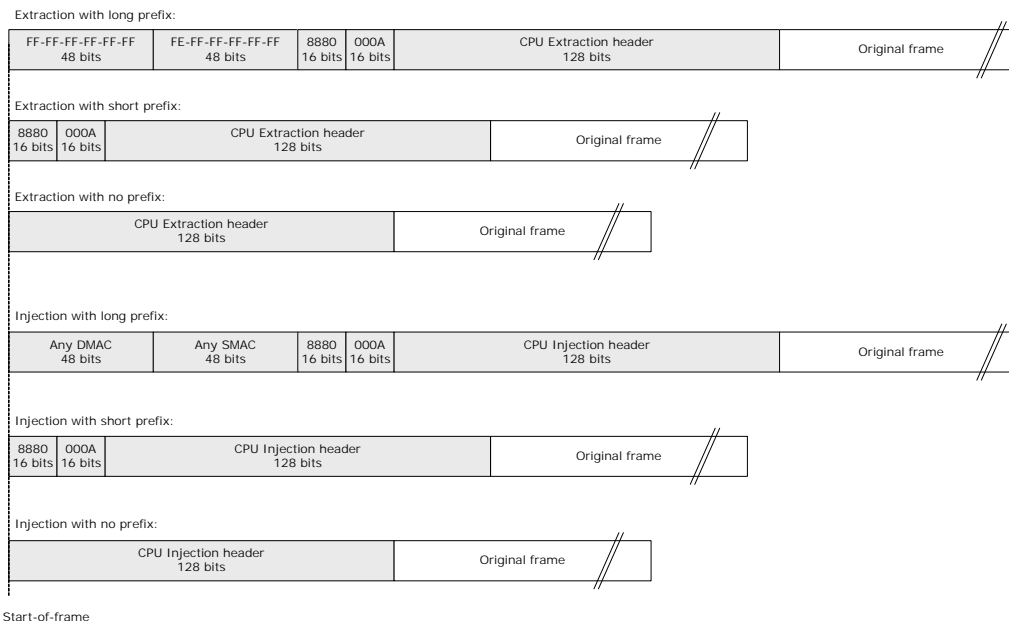 Extraction with long prefix:
FF-FF-FF-FF-FF-FF FE-FF-FF-FF-FF-FF 8880 000A CPU Extraction header Original frame
48 bits 48 bits 16 bits 16 bits 128 bits
Extraction with short prefix:
8880 000A CPU Extraction header Original frame
16 bits 16 bits 128 bits
Extraction with no prefix:
CPU Extraction header Original frame
128 bits
Injection with long prefix:
Any DMAC Any SMAC 8880 000A CPU Injection header Original frame
48 bits 48 bits 16 bits 16 bits 128 bits
Injection with short prefix:
8880 000A CPU Injection header Original frame
16 bits 16 bits 128 bits
Injection with no prefix:
CPU Injection header Original frame
128 bits
Start-of-frame